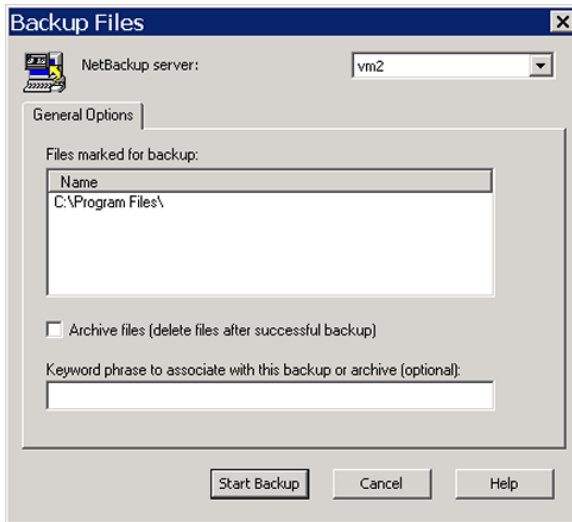 Backup Files
NetBackup server:
vm2
General Options
Files marked for backup:
Name
C:\Program Files\
Archive files (delete files after successful backup)
Keyword phrase to associate with this backup or archive (optional):
Start Backup
Cancel
Help